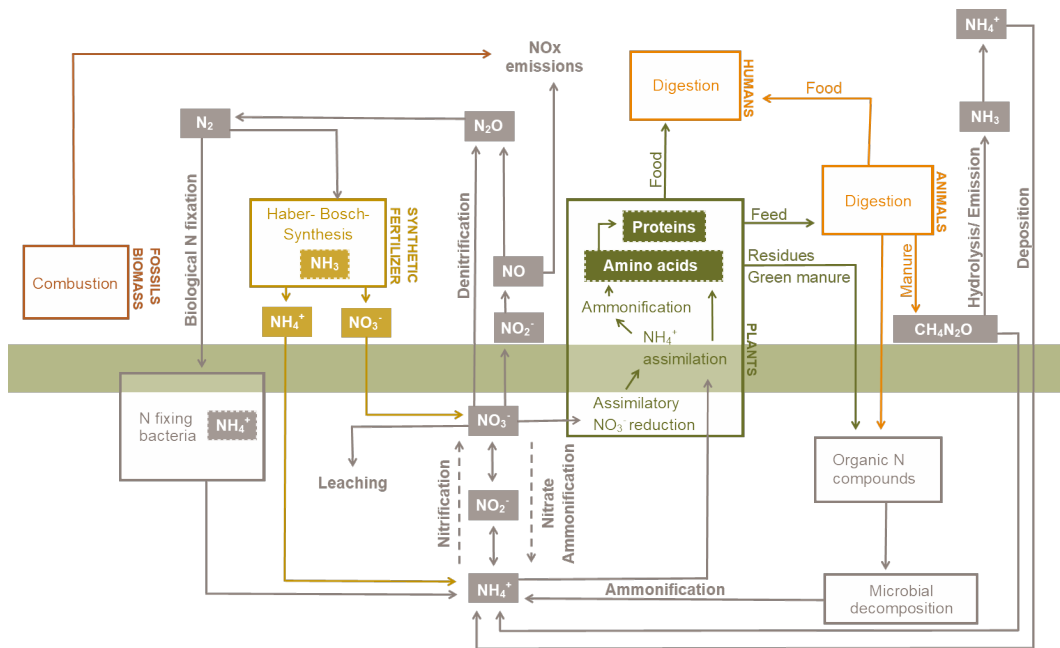 NH₄⁺
NOx
emissions
HUMANS
Digestion
Food
N₂
N₂O
NH₃
Biological N fixation
Denitrification
Food
Hydrolysis/ Emission
Deposition
ANIMALS
Digestion
Haber- Bosch-
Synthesis
NH₃
SYNTHETIC
FERTILIZER
Proteins
Feed
Amino acids
Residues
Green manure
Manure
Combustion
FOSSILS
BIOMASS
NO
NH₄⁺
NO₃⁻
NO₂⁻
Ammonification
CH4N2O
NH₄⁺
assimilation
PLANTS
N fixing
bacteria
NH₄⁺
NO₃⁻
Assimilatory
NO₃⁻ reduction
Leaching
Nitrification
Nitrate
Ammonification
NO₂⁻
Organic N
compounds
NH₄⁺
Ammonification
Microbial
decomposition